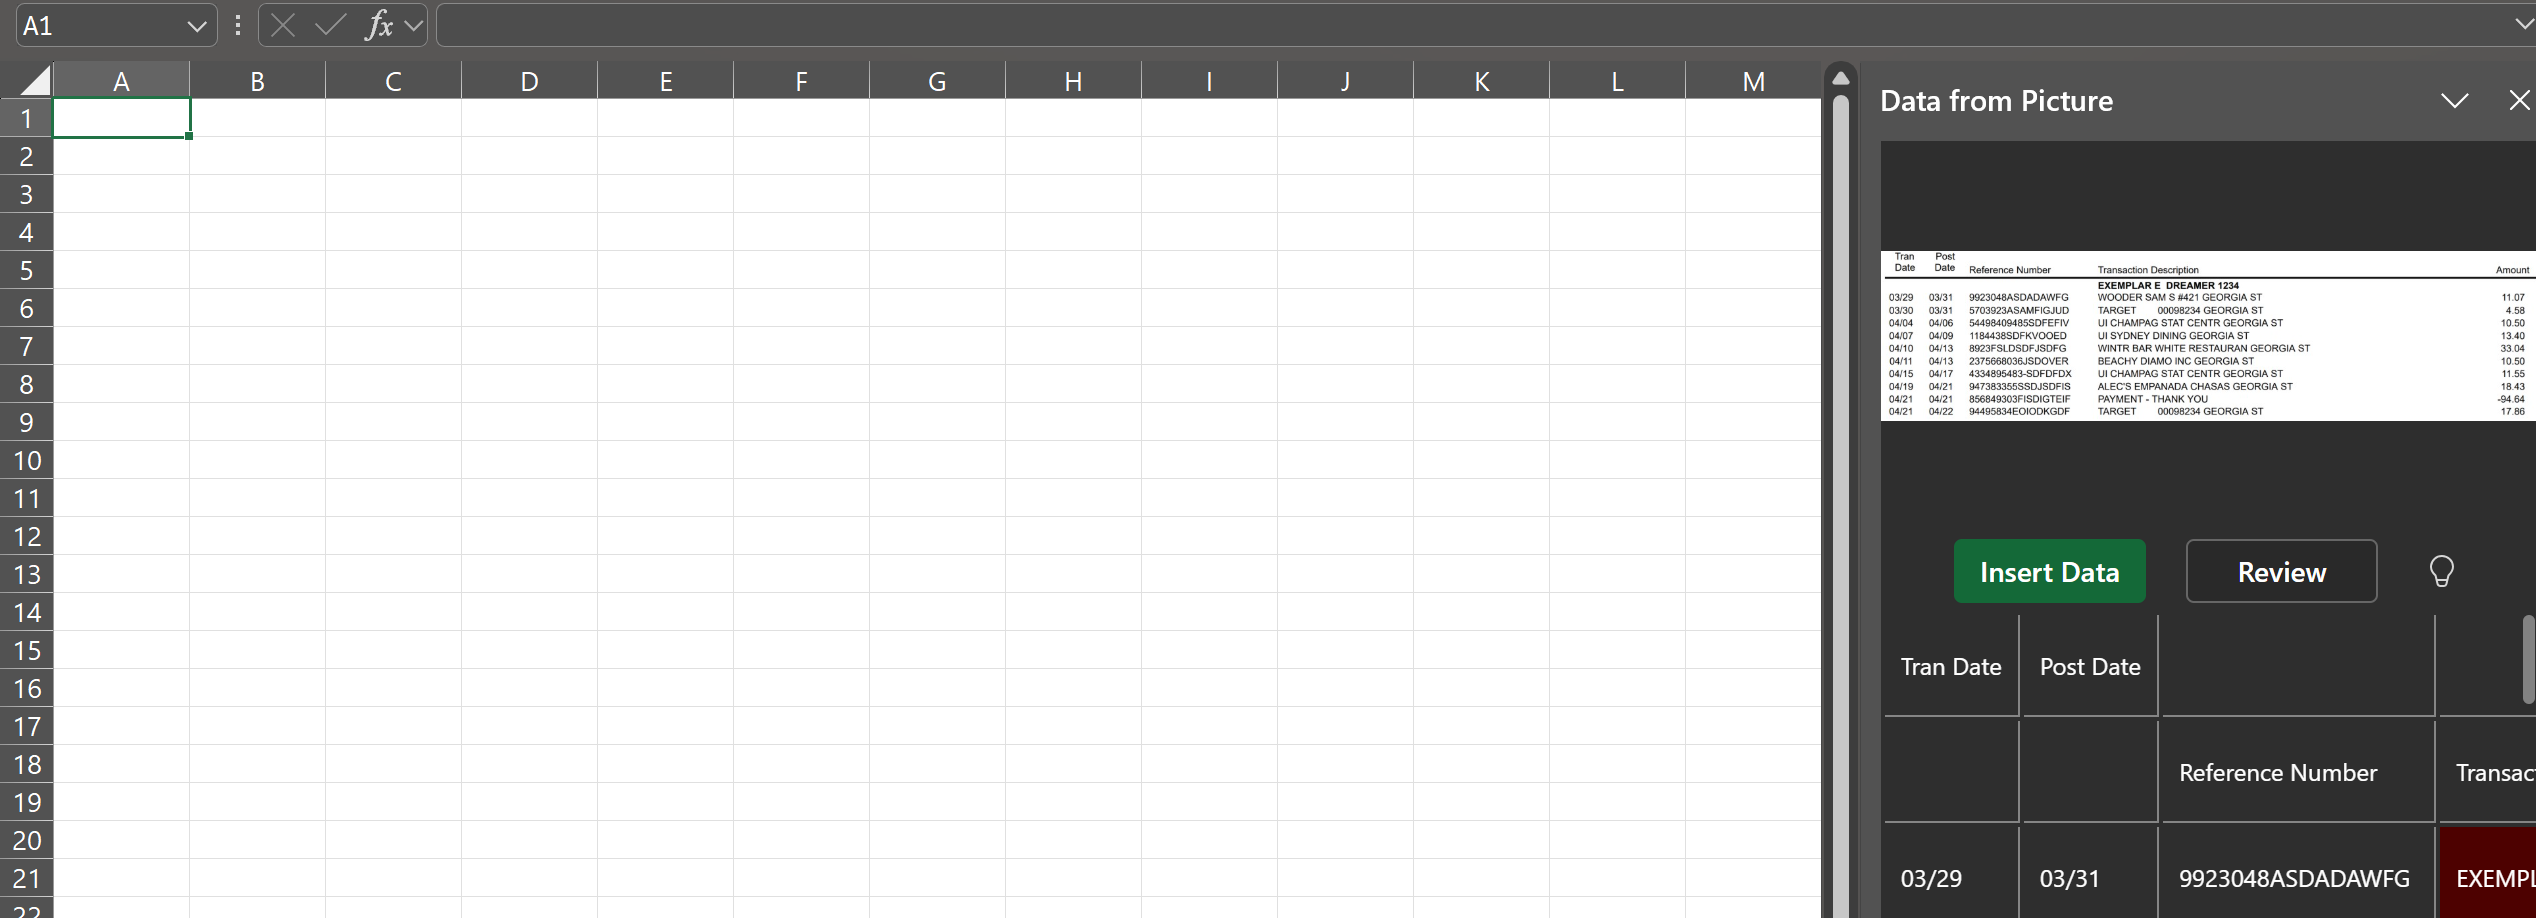 A1
fx
A B C D E F G H I J K L M
1
2
3
4
5
6
7
8
9
10
11
12
13
14
15
16
17
18
19
20
21
22
Data from Picture
Tran Date Post Date Reference Number Transaction Description Amount
EXEMPLAR E DREAMER 1234
03/29 03/31 9923048ASDADAWFG WOODER SAM S #421 GEORGIA ST 11.07
03/30 03/31 5703923ASAMFIGJUD TARGET 00098234 GEORGIA ST 4.58
04/04 04/06 54498409485SDFEFIV UI CHAMPAG STAT CENTR GEORGIA ST 10.50
04/07 04/09 1184438SDFKVOOED UI SYDNEY DINING GEORGIA ST 13.40
04/10 04/13 8923FSLDSDFJSDFG WINTR BAR WHITE RESTAURAN GEORGIA ST 33.04
04/11 04/13 2375668036JSDOVER BEACHY DIAMO INC GEORGIA ST 10.50
04/15 04/17 4334895483-SDFDFDX UI CHAMPAG STAT CENTR GEORGIA ST 11.55
04/19 04/21 947383355SSDJSDFIS ALEC'S EMPANADA CHASAS GEORGIA ST 18.43
04/21 04/21 856849303FISDIGTEIF PAYMENT - THANK YOU -94.64
04/21 04/22 94495834EOIODKGDF TARGET 00098234 GEORGIA ST 17.86
Insert Data Review
Tran Date Post Date
Reference Number Transac
03/29 03/31 9923048ASDADAWFG EXEMPL